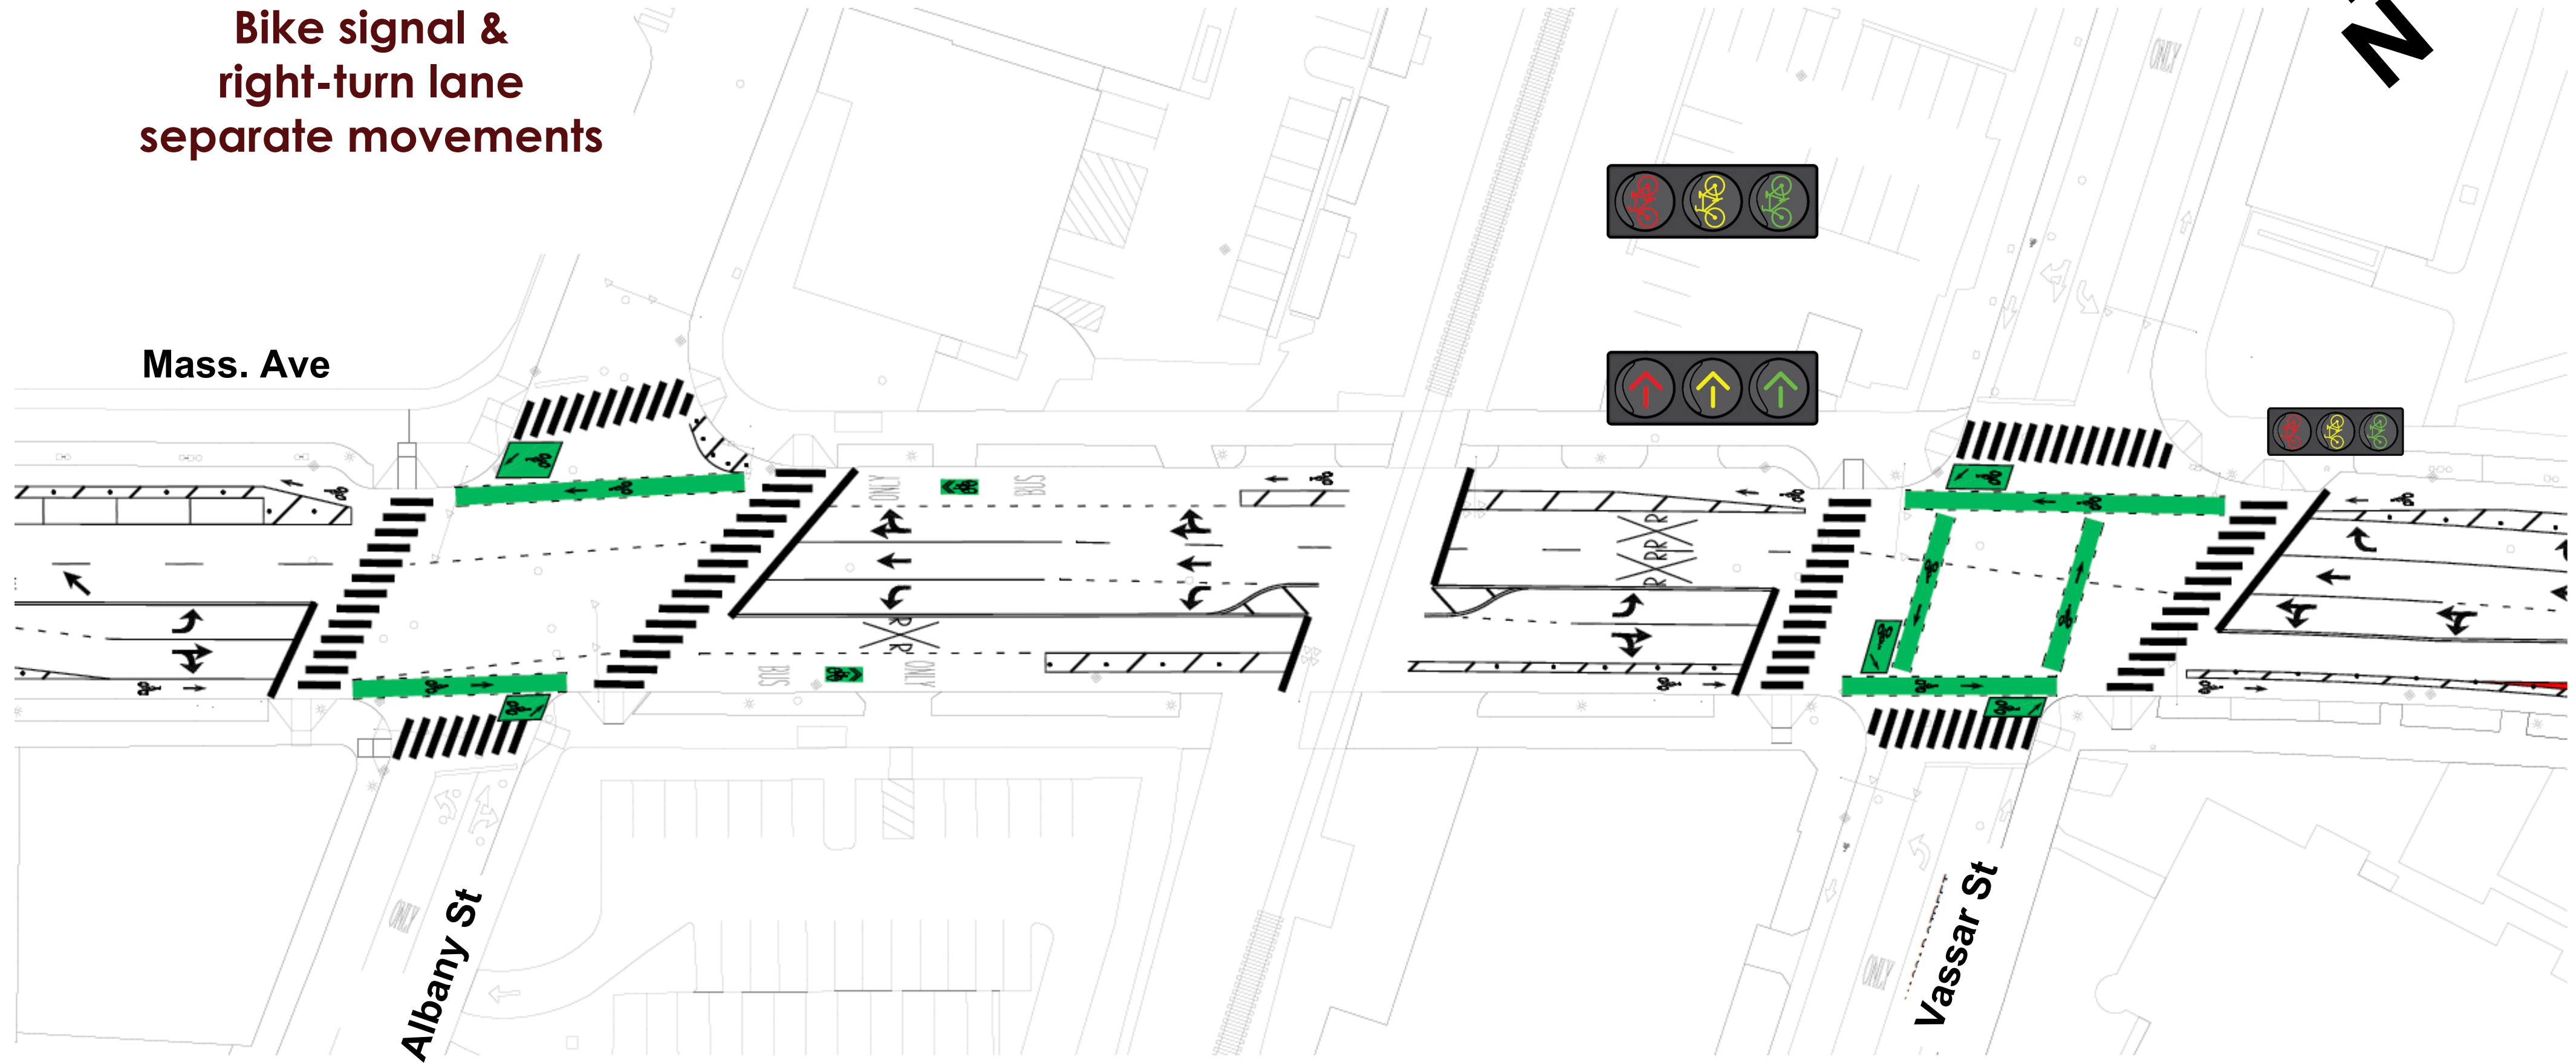 Bike signal &
right-turn lane
separate movements
N
ONLY
Mass. Ave
ONLY
BUS
R
R R
R
R
BUS
ONLY
ONLY
ONLY
Albany St
Vassar St